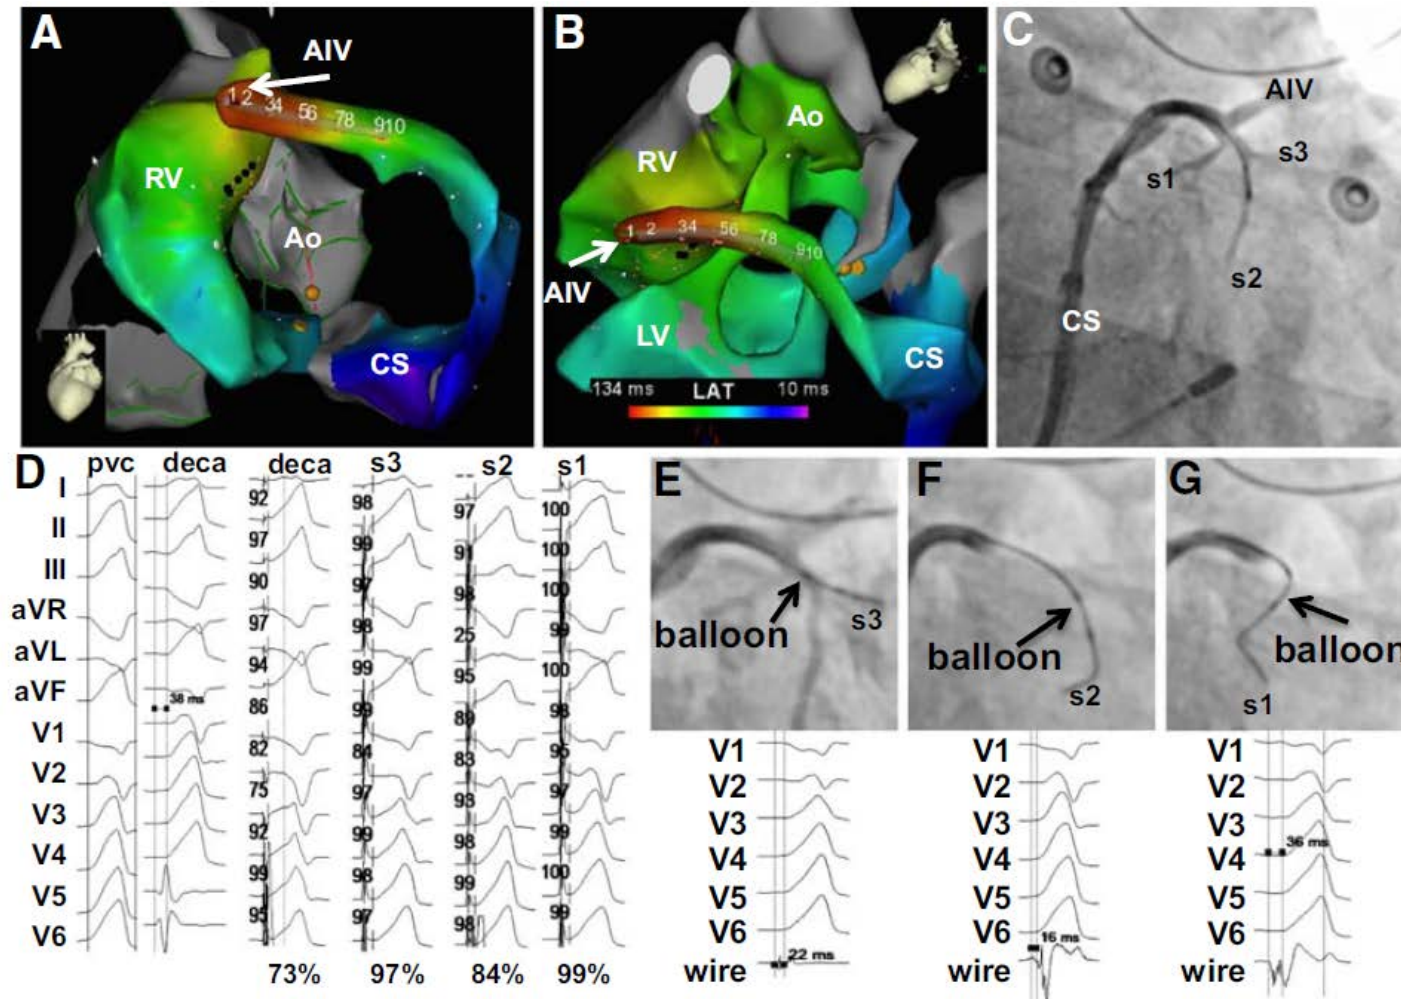 A
AIV
1 2 34 56 78 910
RV
Ao
CS
B
Ao
RV
1 2 34 56 78 910
AIV
LV
CS
-134 ms LAT 10 ms
C
AIV
s3
s1
s2
CS
D
pvc deca deca s3 s2 s1
I
II
III
aVR
aVL
aVF
V1
V2
V3
V4
V5
V6
38 ms
92
97
90
97
94
86
82
75
92
99
95
73%
98
99
97
98
99
99
84
97
99
98
97
97%
97
91
98
25
95
89
83
93
98
99
98
84%
100
100
100
99
100
98
95
97
99
100
99
99%
E
balloon
s3
V1
V2
V3
V4
V5
V6
wire
22 ms
F
balloon
s2
V1
V2
V3
V4
V5
V6
wire
16 ms
G
balloon
s1
V1
V2
V3
V4
V5
V6
wire
36 ms